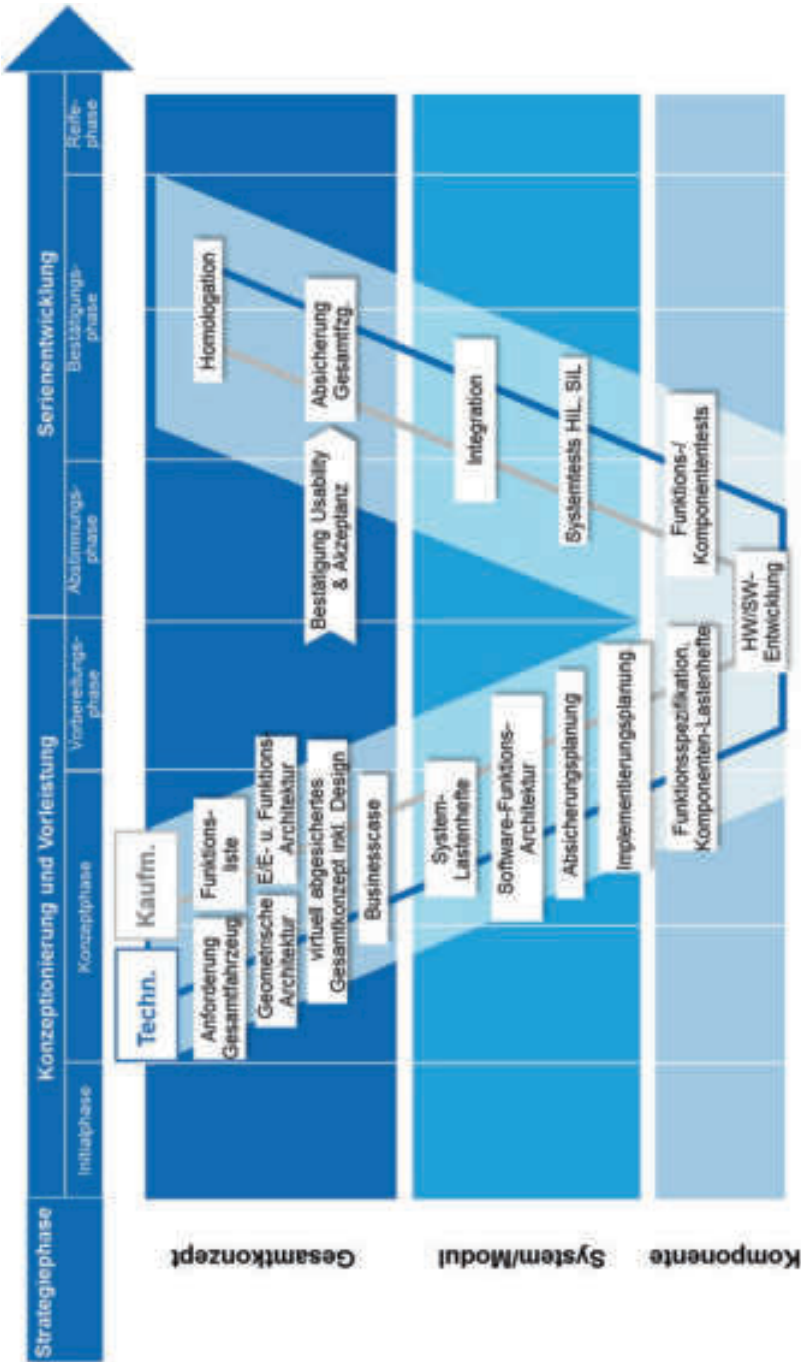 Strategiephase
Konzeptionierung und Vorleistung
Serienentwicklung
Initialphase
Konzeptphase
Vorbereitungs-
phase
Abstimmungs-
phase
Bestätigungs-
phase
Reife-
phase
Gesamtkonzept
Techn.
Kaufm.
Anforderung
Gesamtfahrzeug
Funktions-
liste
Geometrische
Architektur
E/E- u. Funktions-
Architektur
virtuell abgesichertes
Gesamtkonzept inkl. Design
Businesscase
Bestätigung Usability
& Akzeptanz
Homologation
Absicherung
Gesamtfzg.
System/Modul
System-
Lastenhefte
Software-Funktions-
Architektur
Absicherungsplanung
Implementierungsplanung
Integration
Systemtests HIL, SIL
Komponente
Funktionsspezifikation,
Komponenten-Lastenhefte
HW/SW-
Entwicklung
Funktions-/
Komponententests